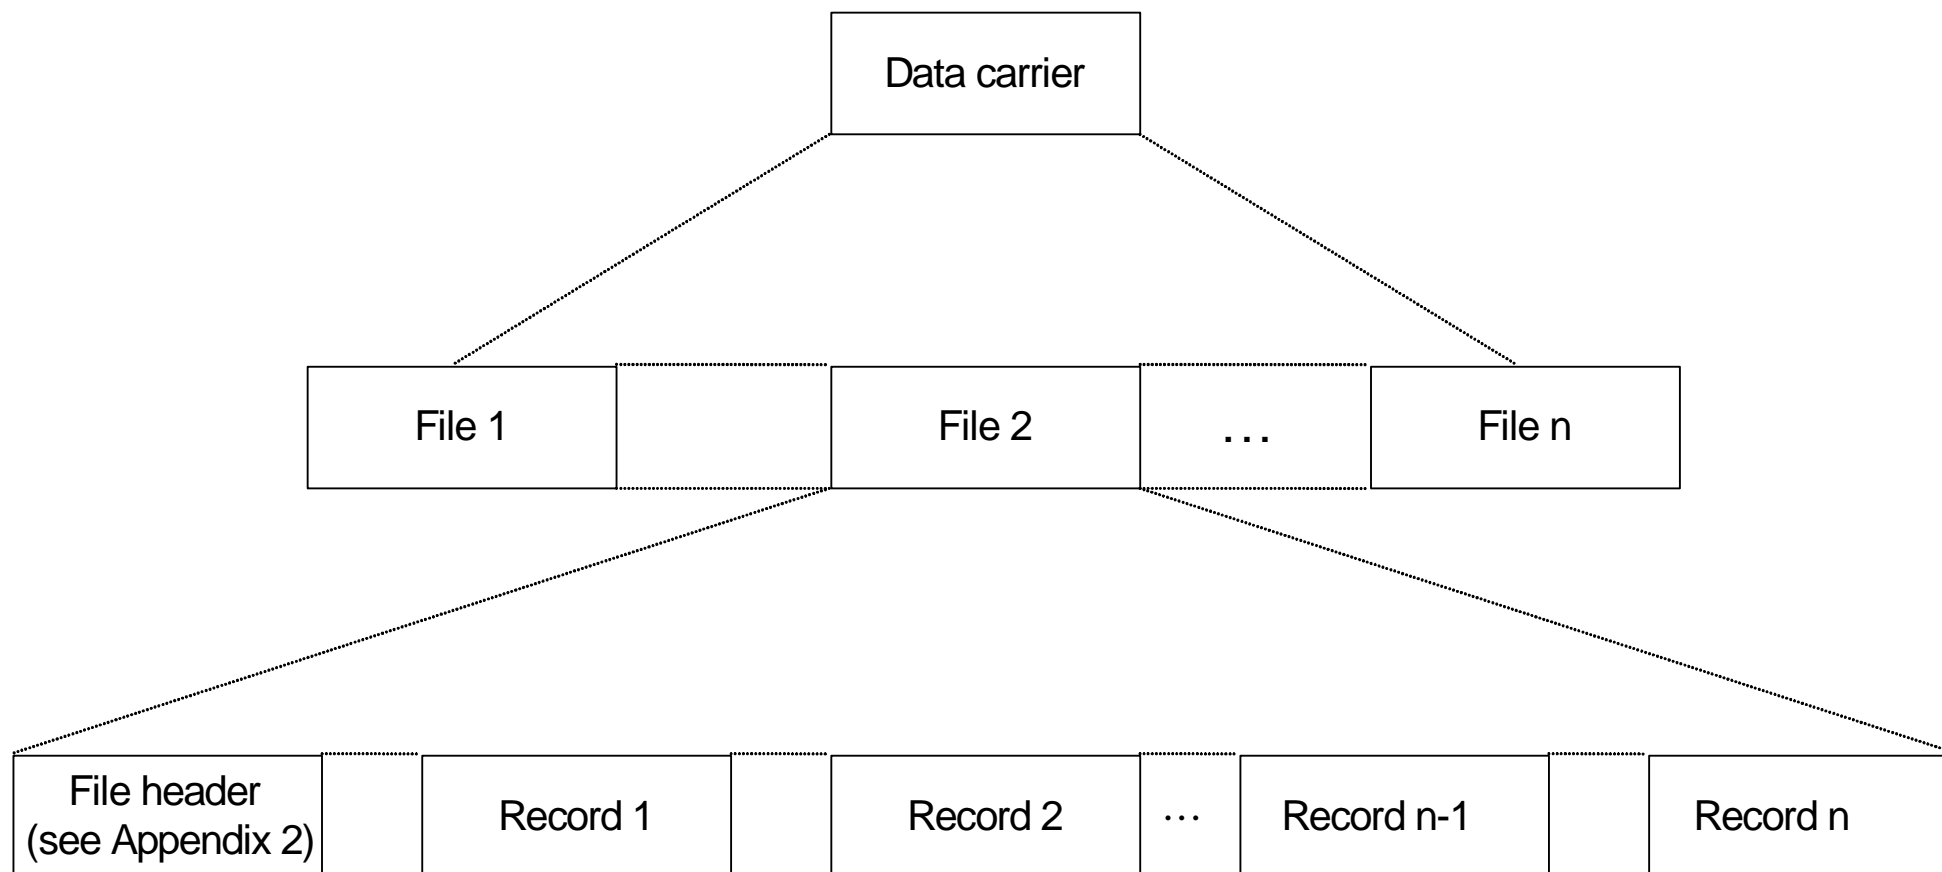 Data carrier
File 1
File 2
...
File n
File header
(see Appendix 2)
Record 1
Record 2
...
Record n-1
Record n